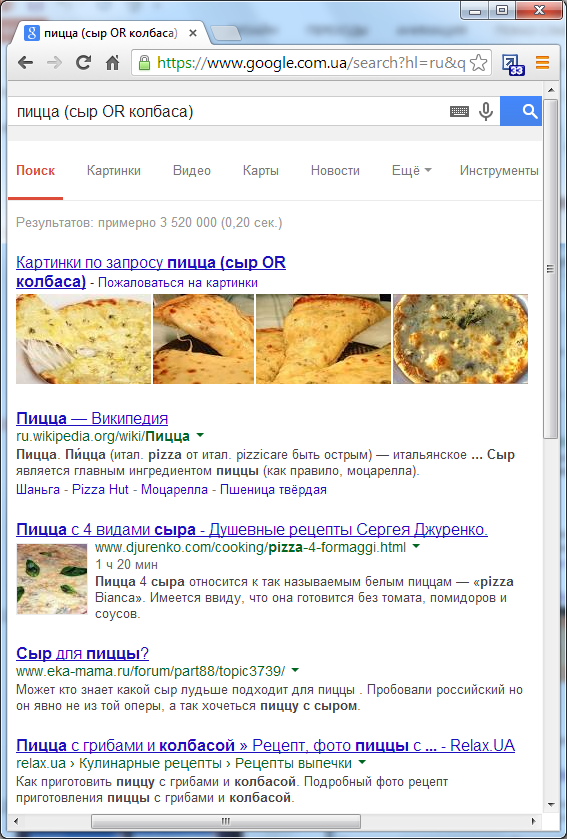 пицца (сыр OR колбаса)
https://www.google.com.ua/search?hl=ru&q
83
пицца (сыр OR колбаса)
Поиск Картинки Видео Карты Новости Ещё Инструменты
Результатов: примерно 3 520 000 (0,20 сек.)
Картинки по запросу пицца (сыр OR
колбаса) - Пожаловаться на картинки
Пицца — Википедия
ru.wikipedia.org/wiki/Пицца
Пицца. Пи́цца (итал. pizza от итал. pizzicare быть острым) — итальянское ... Сыр
является главным ингредиентом пиццы (как правило, моцарелла).
Шаньга - Pizza Hut - Моцарелла - Пшеница твёрдая
Пицца с 4 видами сыра - Душевные рецепты Сергея Джуренко.
www.djurenko.com/cooking/pizza-4-formaggi.html
1 ч 20 мин
Пицца 4 сыра относится к так называемым белым пиццам — «pizza
Bianca». Имеется ввиду, что она готовится без томата, помидоров и
соусов.
Сыр для пиццы?
www.eka-mama.ru/forum/part88/topic3739/
Может кто знает какой сыр лудьше подходит для пиццы . Пробовали российский но
он явно не из той оперы, а так хочеться пиццу с сыром.
Пицца с грибами и колбасой » Рецепт, фото пиццы с ... - Relax.UA
relax.ua › Кулинарные рецепты › Рецепты выпечки
Как приготовить пиццу с грибами и колбасой. Подробный фото рецепт
приготовления пиццы с грибами и колбасой.